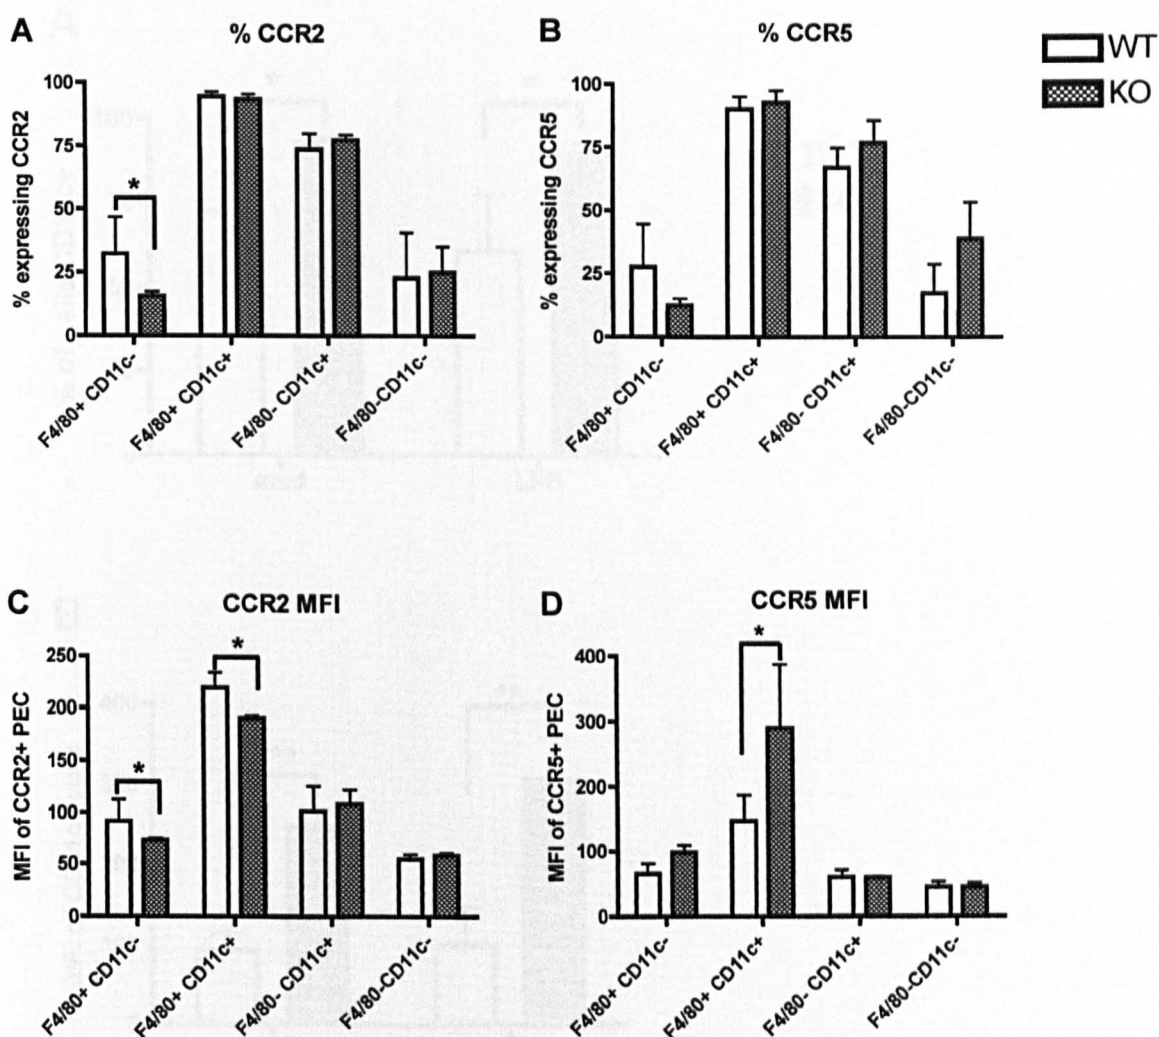 A
% CCR2
B
% CCR5
WT
KO
% expressing CCR2
100
75
50
25
0
*
F4/80+ CD11c-
F4/80+ CD11c+
F4/80- CD11c+
F4/80-CD11c-
% expressing CCR5
100
75
50
25
0
F4/80+ CD11c-
F4/80+ CD11c+
F4/80- CD11c+
F4/80-CD11c-
C
CCR2 MFI
D
CCR5 MFI
MFI of CCR2+ PEC
250
200
150
100
50
0
*
*
F4/80+ CD11c-
F4/80+ CD11c+
F4/80- CD11c+
F4/80-CD11c-
MFI of CCR5+ PEC
400
300
200
100
0
*
F4/80+ CD11c-
F4/80+ CD11c+
F4/80- CD11c+
F4/80-CD11c-